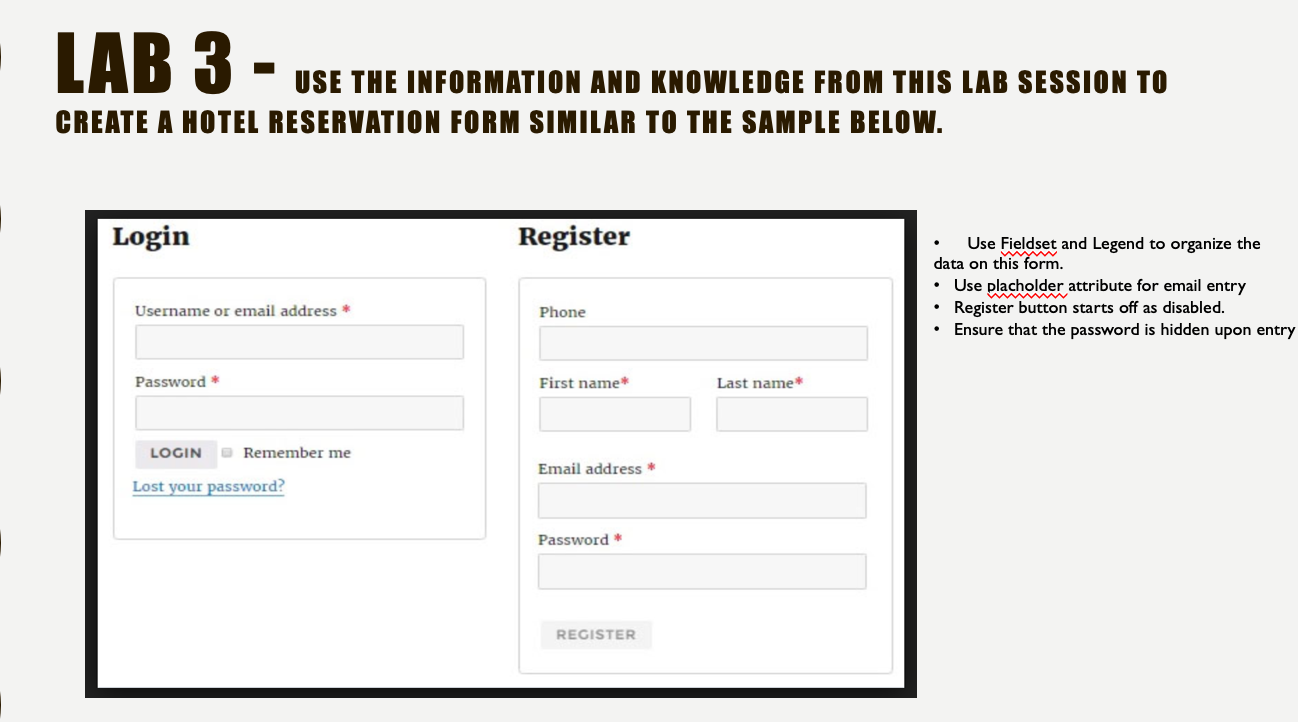 LAB 3 - USE THE INFORMATION AND KNOWLEDGE FROM THIS LAB SESSION TO
CREATE A HOTEL RESERVATION FORM SIMILAR TO THE SAMPLE BELOW.
Login
Username or email address *
Password *
LOGIN Remember me
Lost your password?
Register
Phone
First name* Last name*
Email address *
Password *
REGISTER
• Use Fieldset and Legend to organize the
data on this form.
• Use placholder attribute for email entry
• Register button starts off as disabled.
• Ensure that the password is hidden upon entry